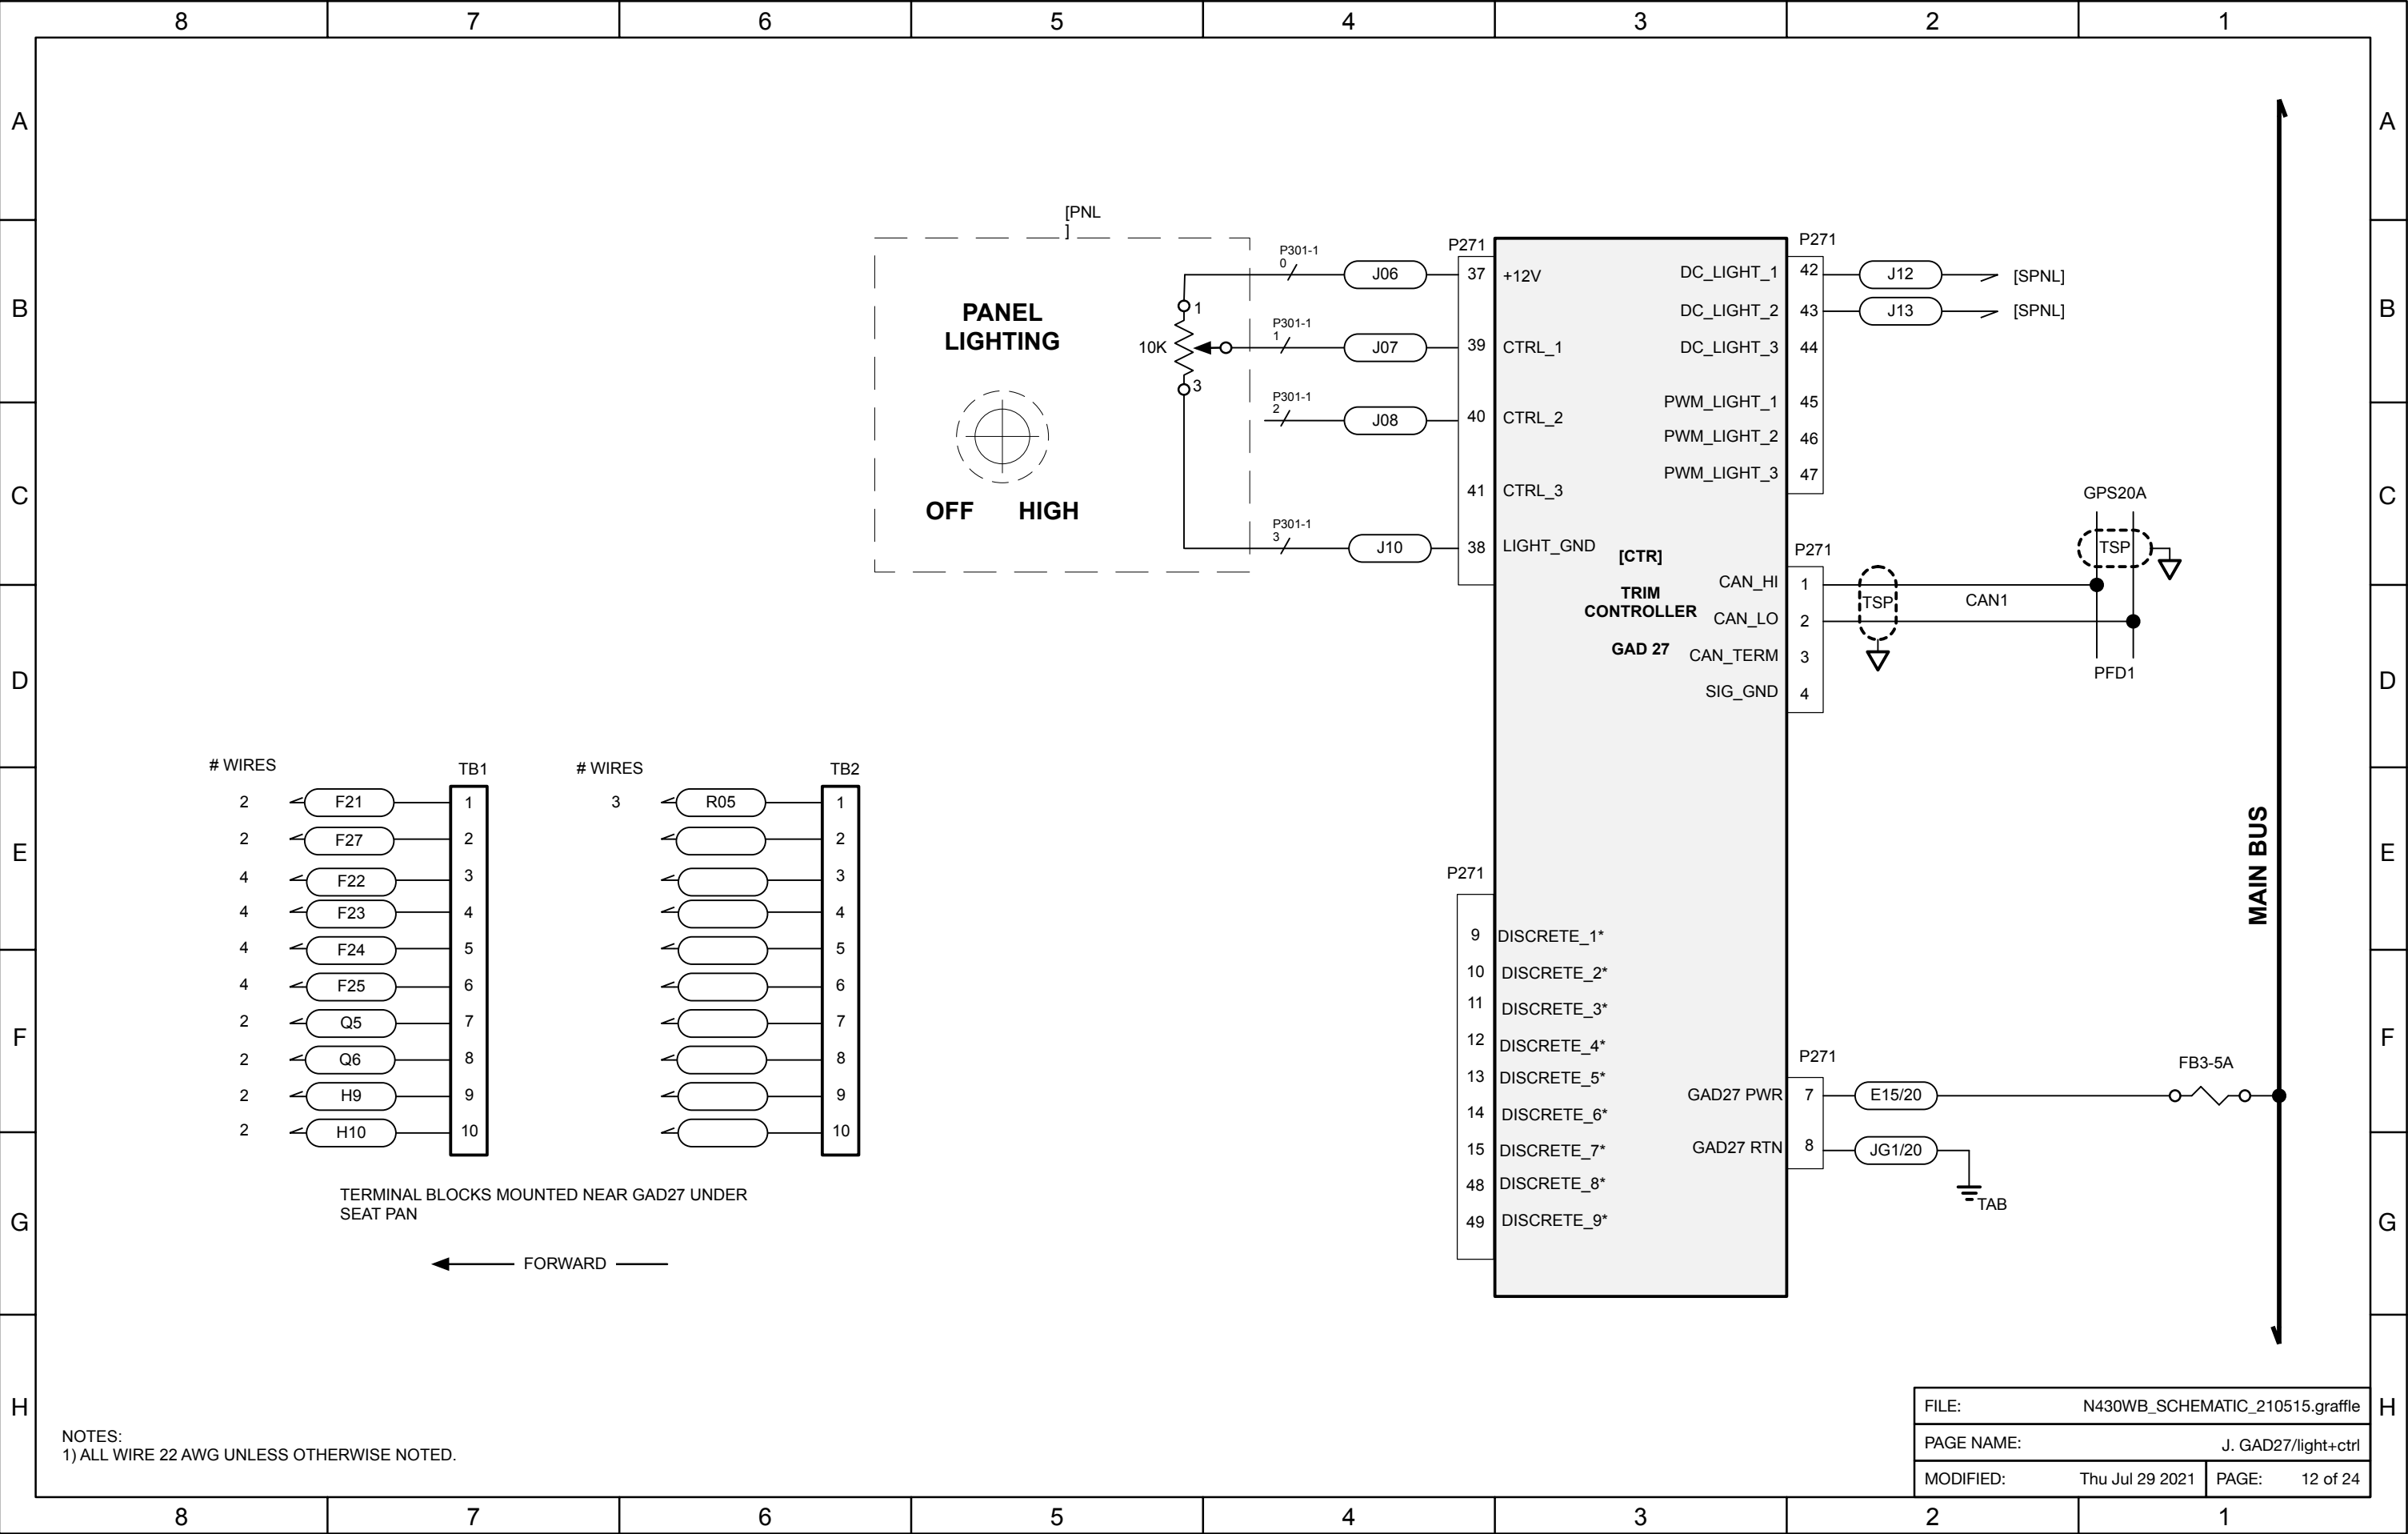 8 7 6 5 4 3 2 1
A A
B B
C C
D D
E E
F F
G G
H H
[PNL
]
PANEL
LIGHTING
OFF HIGH
10K
1
3
P301-1
0
J06
P301-1
1
J07
P301-1
2
J08
P301-1
3
J10
P271
37 +12V
39 CTRL_1
40 CTRL_2
41 CTRL_3
38 LIGHT_GND
[CTR]
TRIM
CONTROLLER
GAD 27
P271
DC_LIGHT_1 42 J12 [SPNL]
DC_LIGHT_2 43 J13 [SPNL]
DC_LIGHT_3 44
PWM_LIGHT_1 45
PWM_LIGHT_2 46
PWM_LIGHT_3 47
P271
CAN_HI 1
CAN_LO 2
CAN_TERM 3
SIG_GND 4
TSP
CAN1
GPS20A
TSP
PFD1
MAIN BUS
# WIRES TB1
2 F21 1
2 F27 2
4 F22 3
4 F23 4
4 F24 5
4 F25 6
2 Q5 7
2 Q6 8
2 H9 9
2 H10 10
# WIRES TB2
3 R05 1
2
3
4
5
6
7
8
9
10
TERMINAL BLOCKS MOUNTED NEAR GAD27 UNDER
SEAT PAN
FORWARD
P271
9 DISCRETE_1*
10 DISCRETE_2*
11 DISCRETE_3*
12 DISCRETE_4*
13 DISCRETE_5*
14 DISCRETE_6*
15 DISCRETE_7*
48 DISCRETE_8*
49 DISCRETE_9*
P271
GAD27 PWR 7 E15/20
FB3-5A
GAD27 RTN 8 JG1/20
TAB
NOTES:
1) ALL WIRE 22 AWG UNLESS OTHERWISE NOTED.
FILE: N430WB_SCHEMATIC_210515.graffle
PAGE NAME: J. GAD27/light+ctrl
MODIFIED: Thu Jul 29 2021 PAGE: 12 of 24
8 7 6 5 4 3 2 1